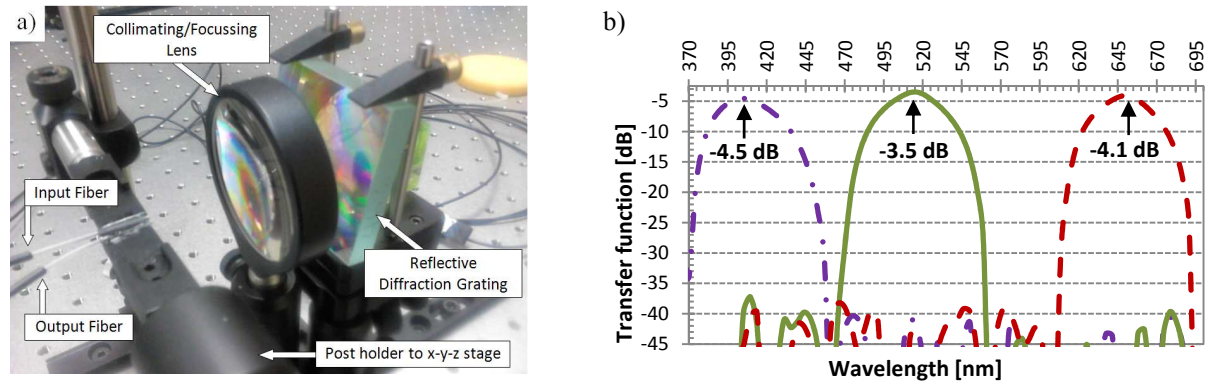 a)
Collimating/Focussing
Lens
Input Fiber
Output Fiber
Reflective
Diffraction Grating
Post holder to x-y-z stage
b)
370 395 420 445 470 495 520 545 570 595 620 645 670 695
Transfer function [dB]
-5
-10
-15
-20
-25
-30
-35
-40
-45
-4.5 dB
-3.5 dB
-4.1 dB
Wavelength [nm]